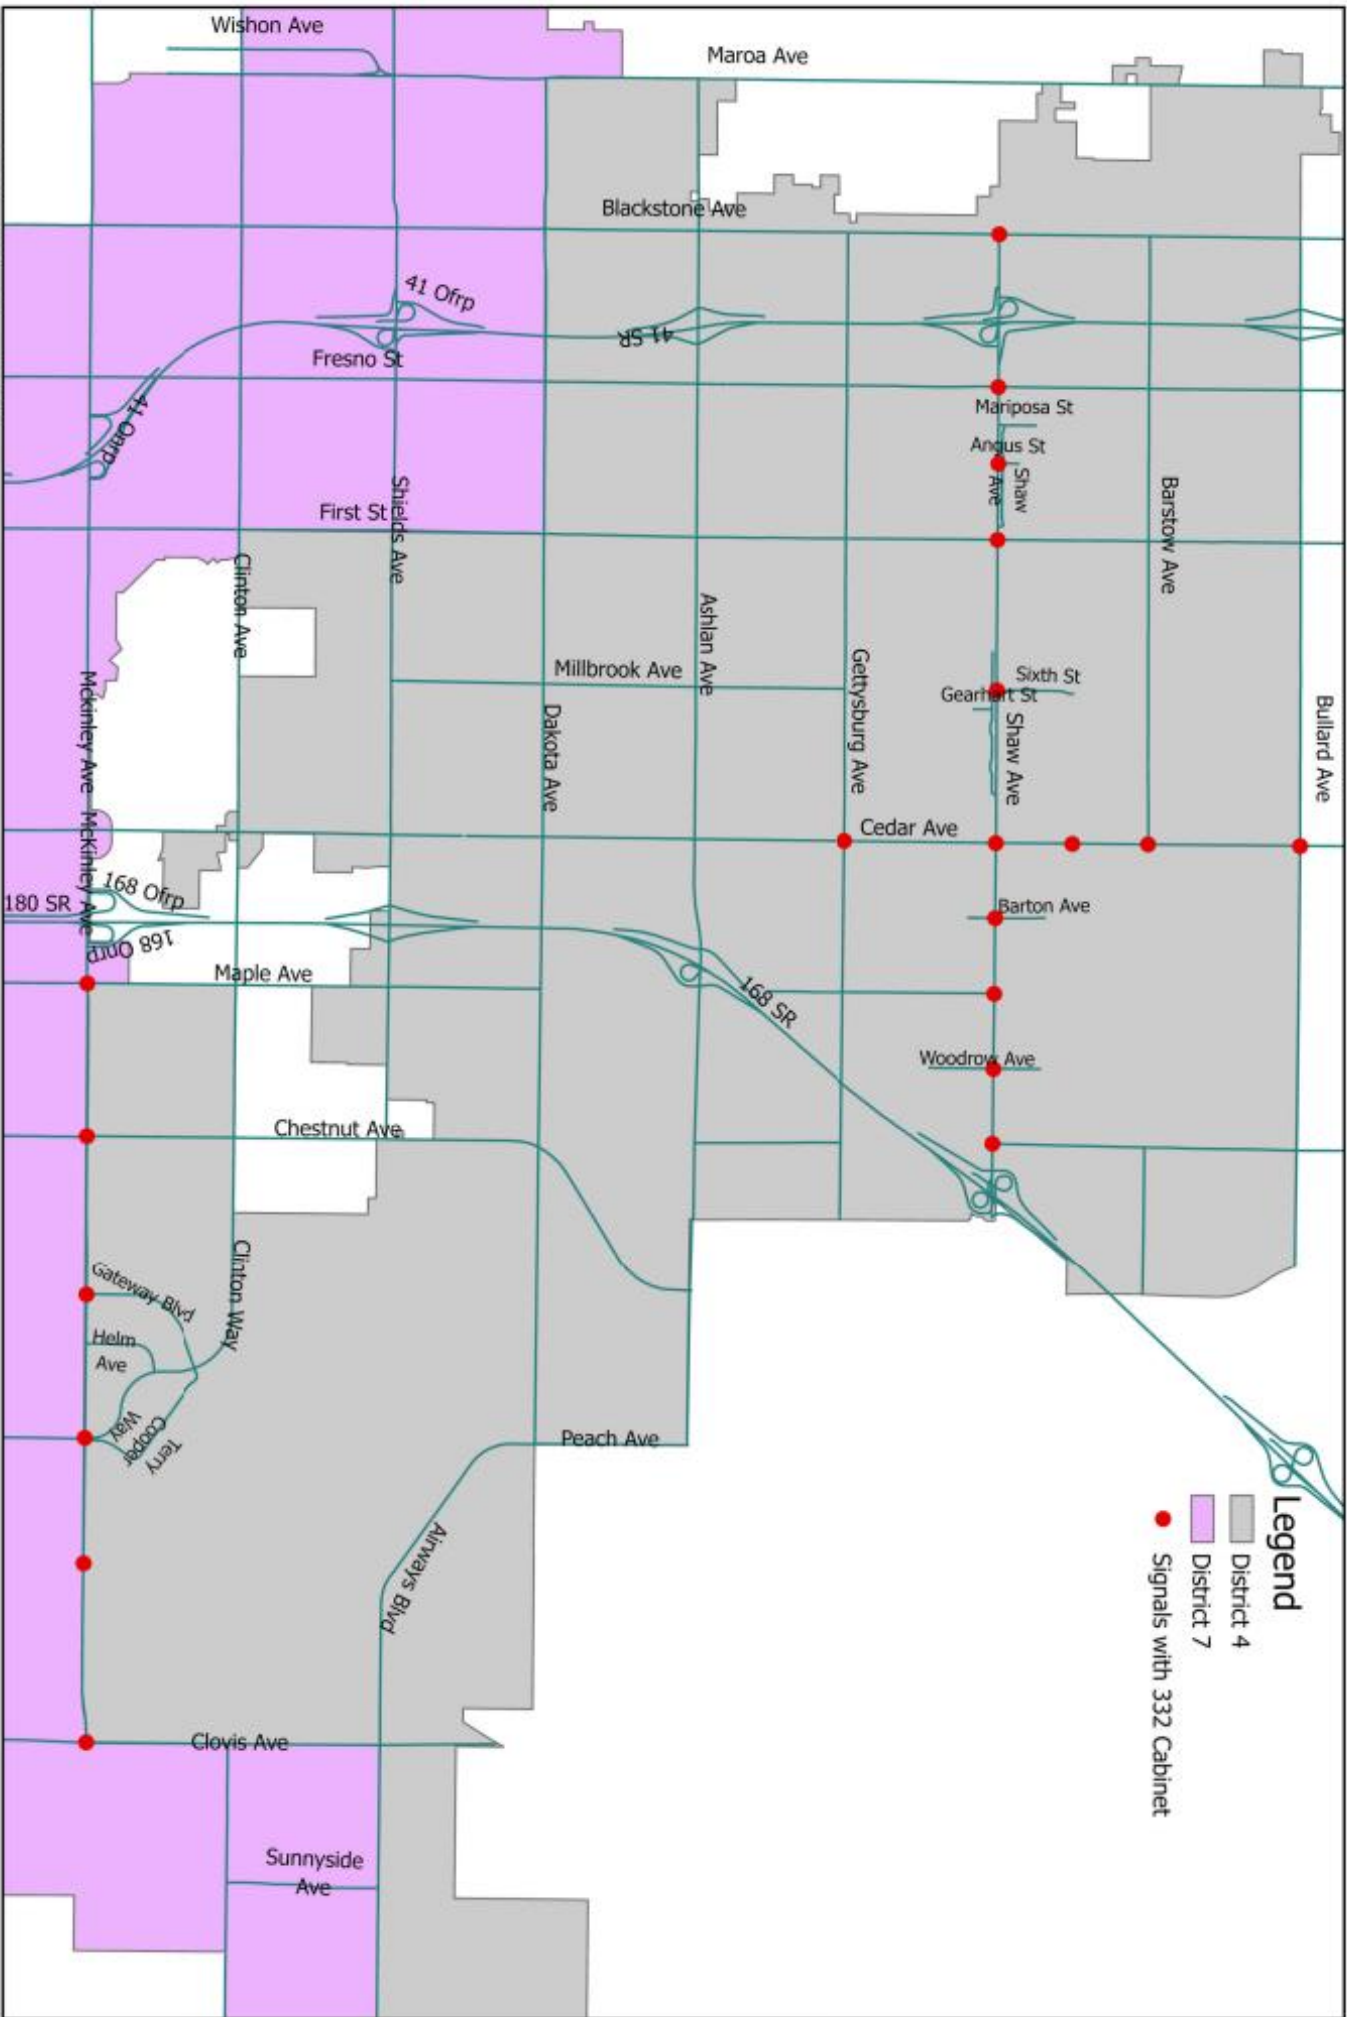 Wishon Ave
Maroa Ave
Blackstone Ave
41 Ofrp
41 SR
Fresno St
41 Onrp
Mariposa St
Angus St
Shaw
Ave
First St
Shields Ave
Barstow Ave
Clinton Ave
Ashlan Ave
Millbrook Ave
Gettysburg Ave
Sixth St
Gearhart St
Mckinley Ave
Dakota Ave
Shaw Ave
Bullard Ave
McKinley Ave
Cedar Ave
168 Ofrp
180 SR
Barton Ave
168 Onrp
Maple Ave
168 SR
Woodrow Ave
Chestnut Ave
Clinton Way
Gateway Blvd
Helm
Ave
Terry
Cooper
Way
Peach Ave
Airways Blvd
Clovis Ave
Sunnyside
Ave
Legend
District 4
District 7
Signals with 332 Cabinet